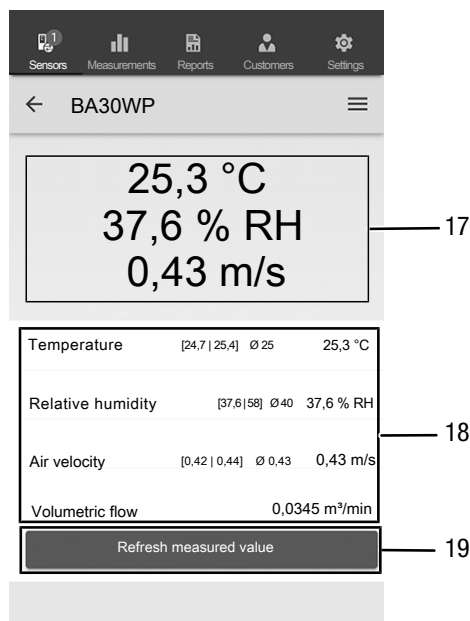 1
Sensors Measurements Reports Customers Settings
BA30WP
25,3 °C
37,6 % RH
0,43 m/s
17
Temperature [24,7 | 25,4] Ø 25 25,3 °C
Relative humidity [37,6|58] Ø 40 37,6 % RH
18
Air velocity [0,42 | 0,44] Ø 0,43 0,43 m/s
Volumetric flow 0,0345 m³/min
Refresh measured value 19